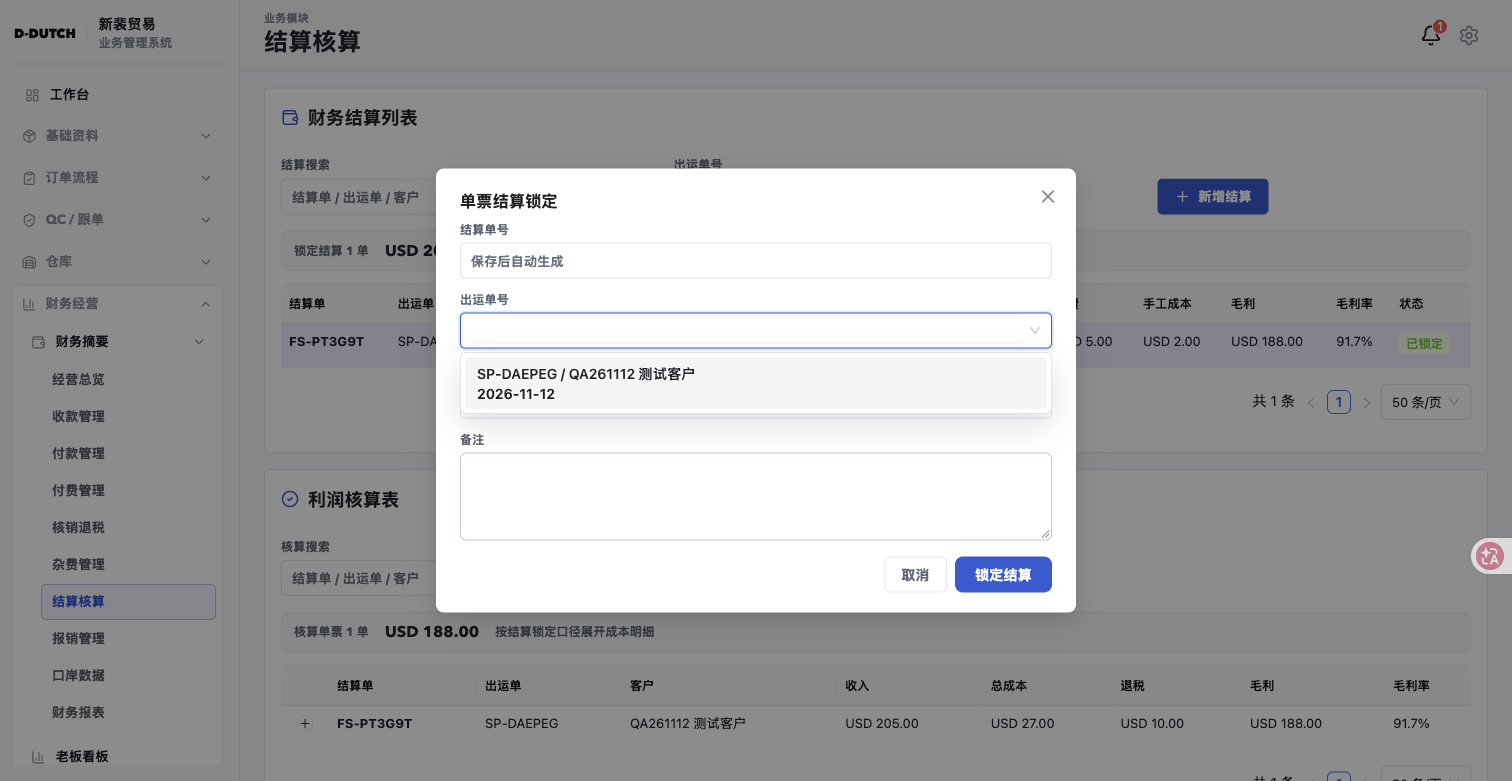 D-DUTCH
新裴贸易
业务管理系统
工作台
基础资料
订单流程
QC / 跟单
仓库
财务经营
财务摘要
经营总览
收款管理
付款管理
付费管理
核销退税
杂费管理
结算核算
报销管理
口岸数据
财务报表
老板看板
业务模块
结算核算
1
财务结算列表
结算搜索
出运单号
结算单 / 出运单 / 客户
+ 新增结算
锁定结算 1 单
USD 20
结算单
出运单
手工成本
毛利
毛利率
状态
FS-PT3G9T
SP-DA
5.00
USD 2.00
USD 188.00
91.7%
已锁定
共 1 条
1
50 条/页
单票结算锁定
结算单号
保存后自动生成
出运单号
SP-DAEPEG / QA261112 测试客户
2026-11-12
备注
取消
锁定结算
利润核算表
核算搜索
结算单 / 出运单 / 客户
核算单票 1 单
USD 188.00
按结算锁定口径展开成本明细
结算单
出运单
客户
收入
总成本
退税
毛利
毛利率
+
FS-PT3G9T
SP-DAEPEG
QA261112 测试客户
USD 205.00
USD 27.00
USD 10.00
USD 188.00
91.7%